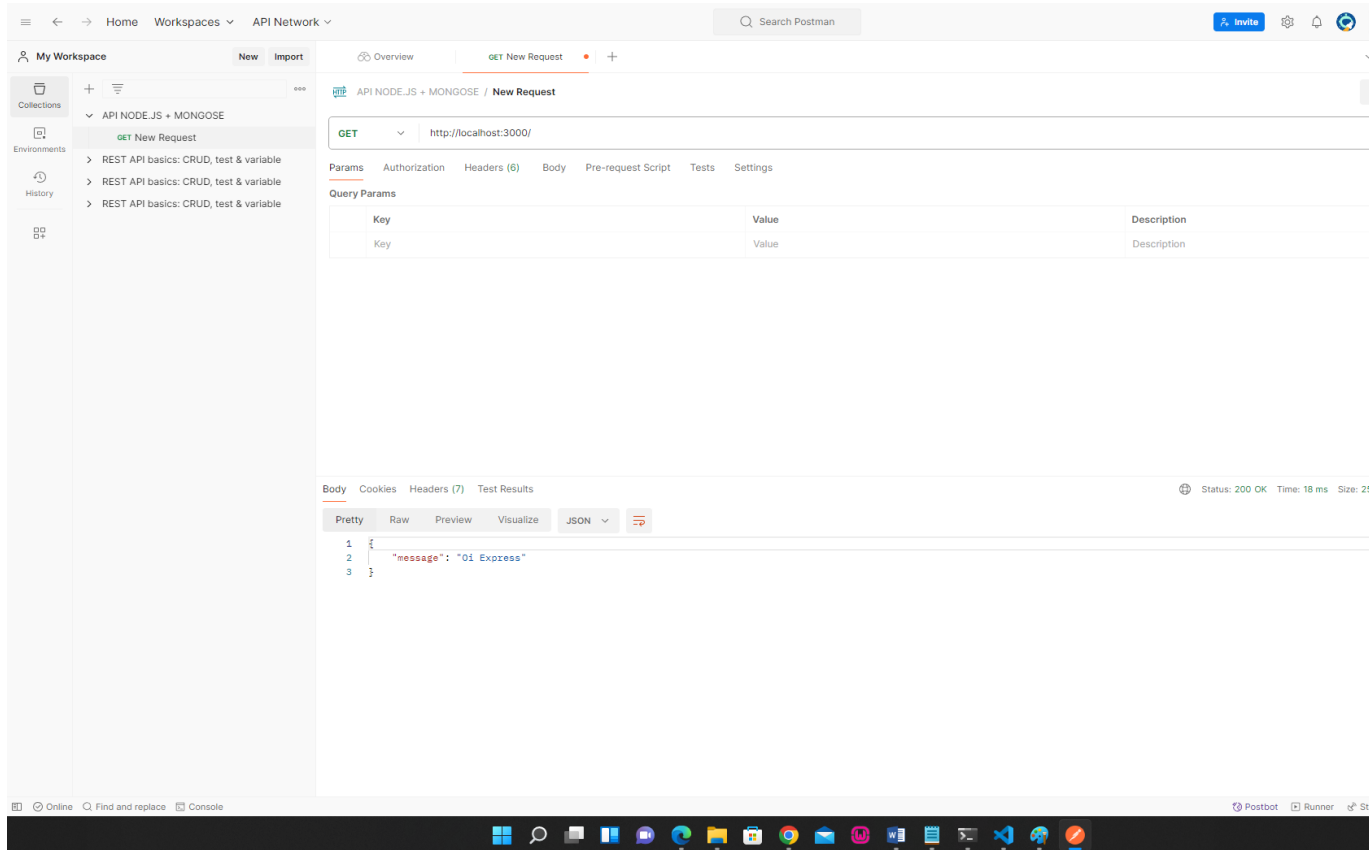 Home Workspaces API Network Search Postman Invite
My Workspace New Import Overview GET New Request
Collections
Environments
History
API NODE.JS + MONGOSE
GET New Request
REST API basics: CRUD, test & variable
REST API basics: CRUD, test & variable
REST API basics: CRUD, test & variable
HTTP API NODE.JS + MONGOSE / New Request
GET http://localhost:3000/
Params Authorization Headers (6) Body Pre-request Script Tests Settings
Query Params
Key Value Description
Key Value Description
Body Cookies Headers (7) Test Results Status: 200 OK Time: 18 ms Size: 25
Pretty Raw Preview Visualize JSON
1 {
2 "message": "Oi Express"
3 }
Online Find and replace Console Postbot Runner St